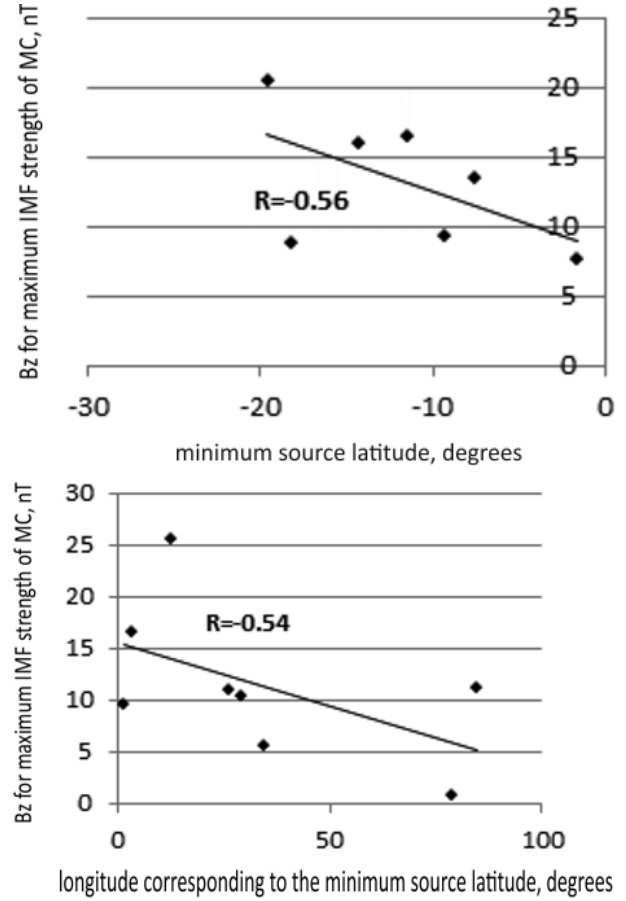 Bz for maximum IMF strength of MC, nT
25
20
15
R=-0.56
10
5
0
-30 -20 -10 0
minimum source latitude, degrees
Bz for maximum IMF strength of MC, nT
30
25
20
R=-0.54
15
10
5
0
0 50 100
longitude corresponding to the minimum source latitude, degrees